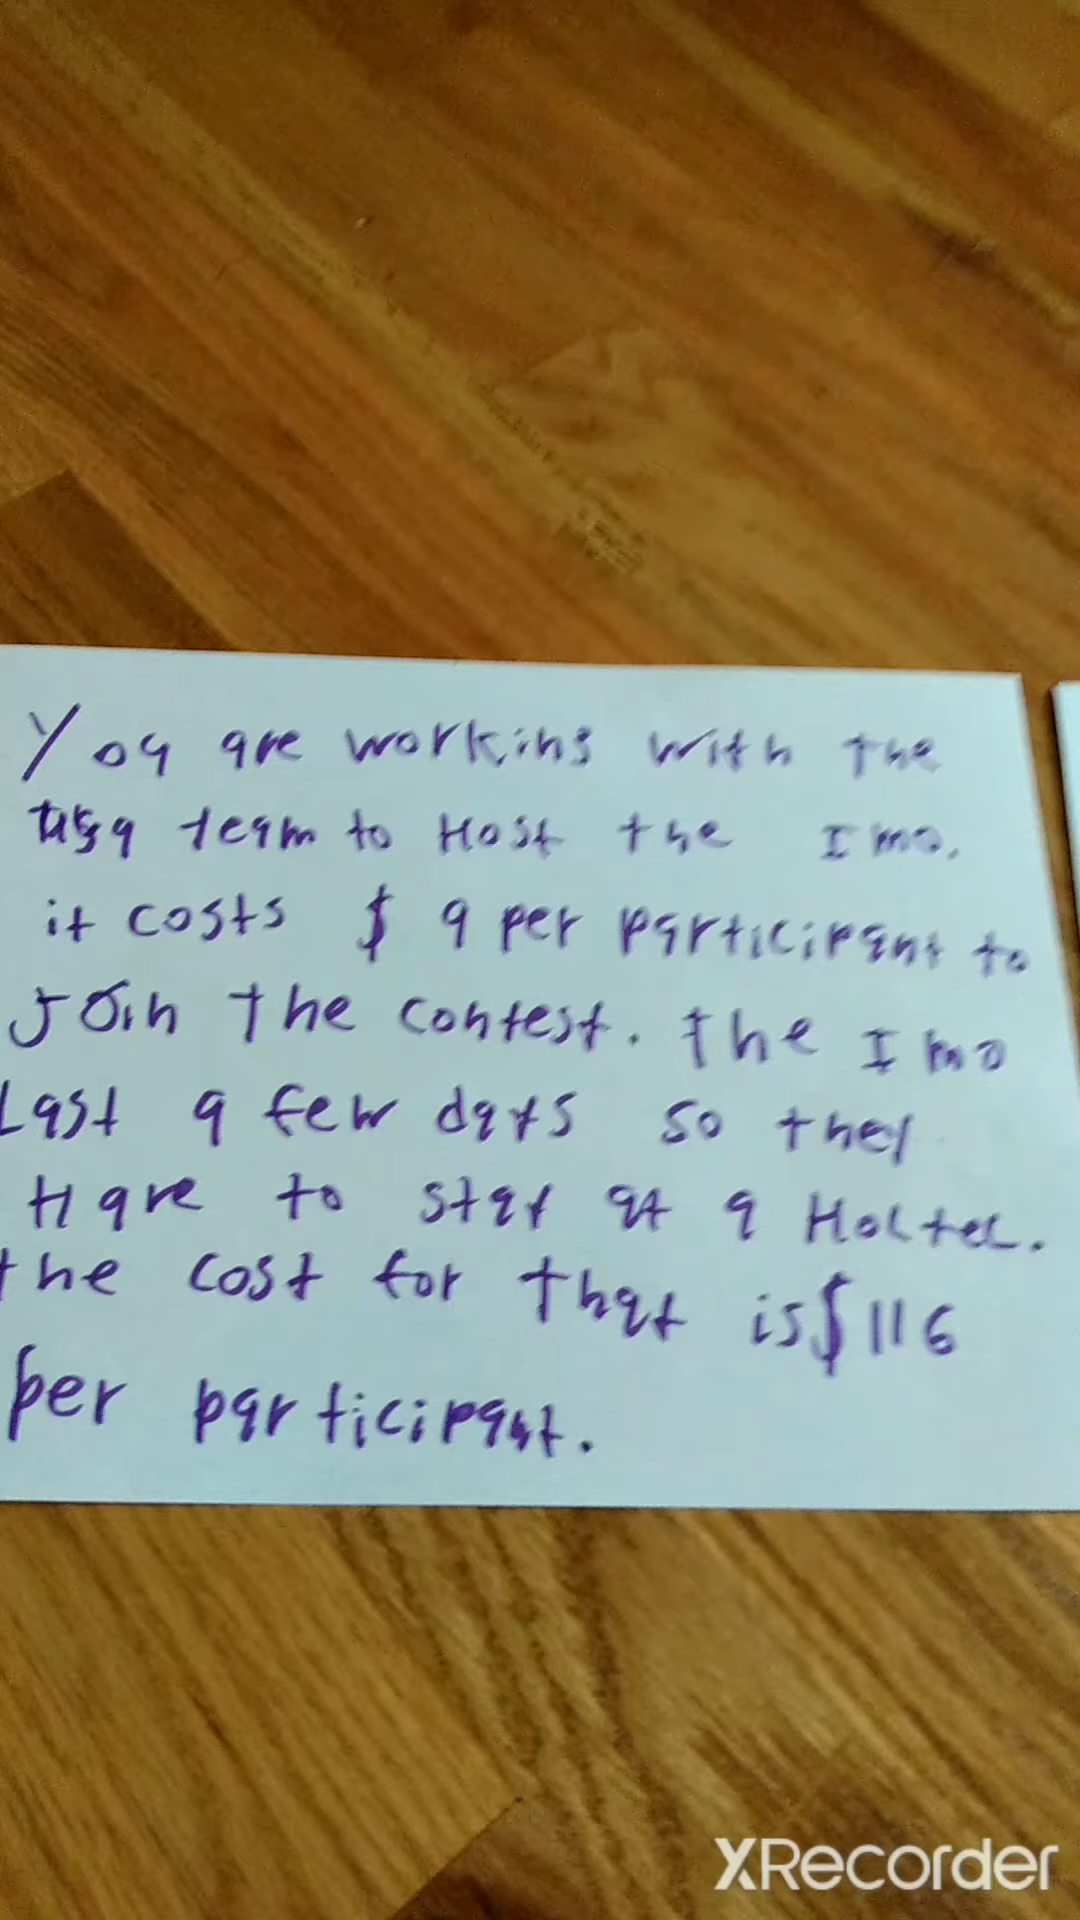 You are working with the
usa team to Host the Imo.
it costs $ 9 per participant to
Join the contest. the Imo
Last a few days so they
Have to stay at a Holtel.
the cost for that is $116
per participant.
XRecorder